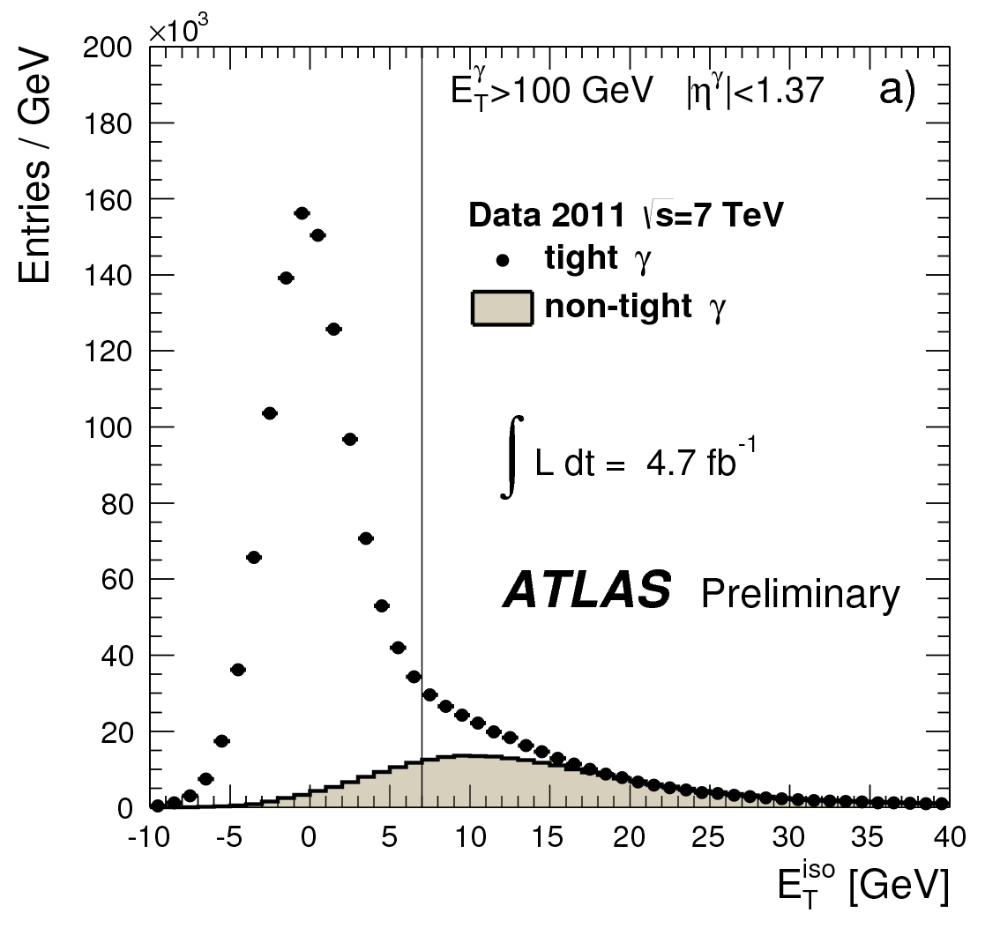 ×10³
Entries / GeV
200
180
160
140
120
100
80
60
40
20
0
E_T^γ>100 GeV |η^γ|<1.37 a)
Data 2011 √s=7 TeV
tight γ
non-tight γ
∫ L dt = 4.7 fb⁻¹
ATLAS Preliminary
-10 -5 0 5 10 15 20 25 30 35 40
E_T^iso [GeV]